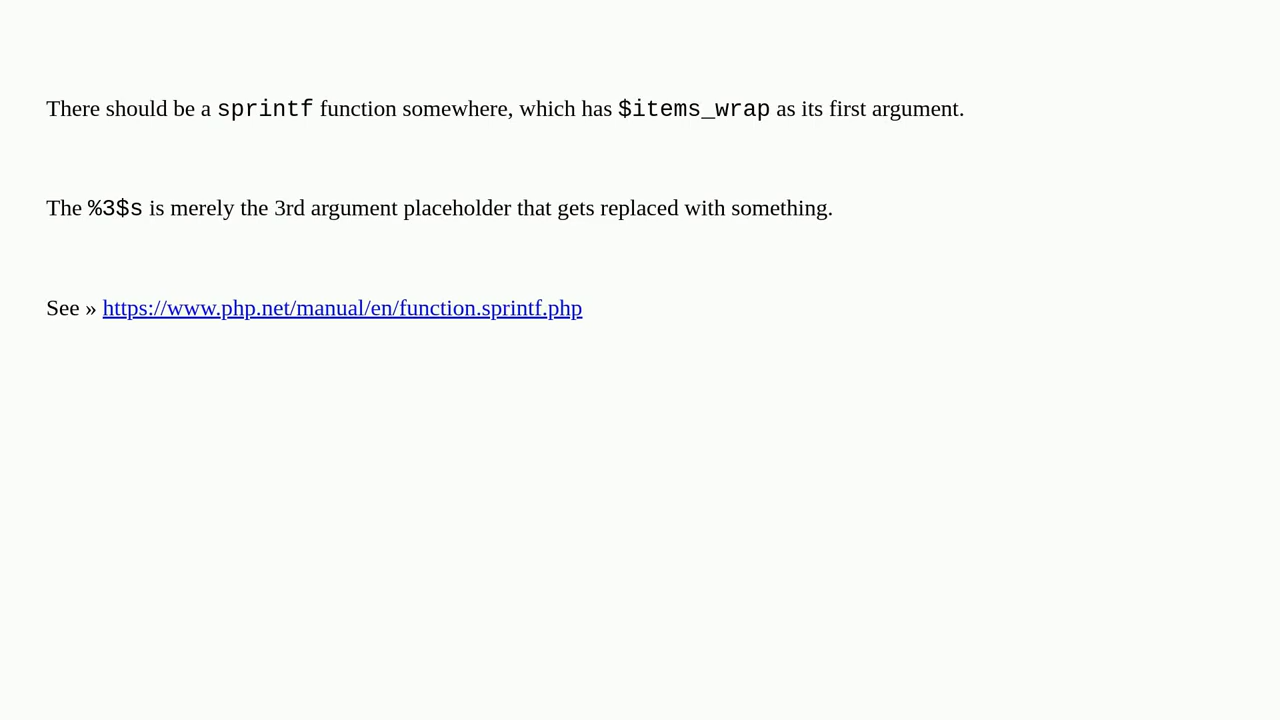 There should be a sprintf function somewhere, which has $items_wrap as its first argument.
The %3$s is merely the 3rd argument placeholder that gets replaced with something.
See » https://www.php.net/manual/en/function.sprintf.php